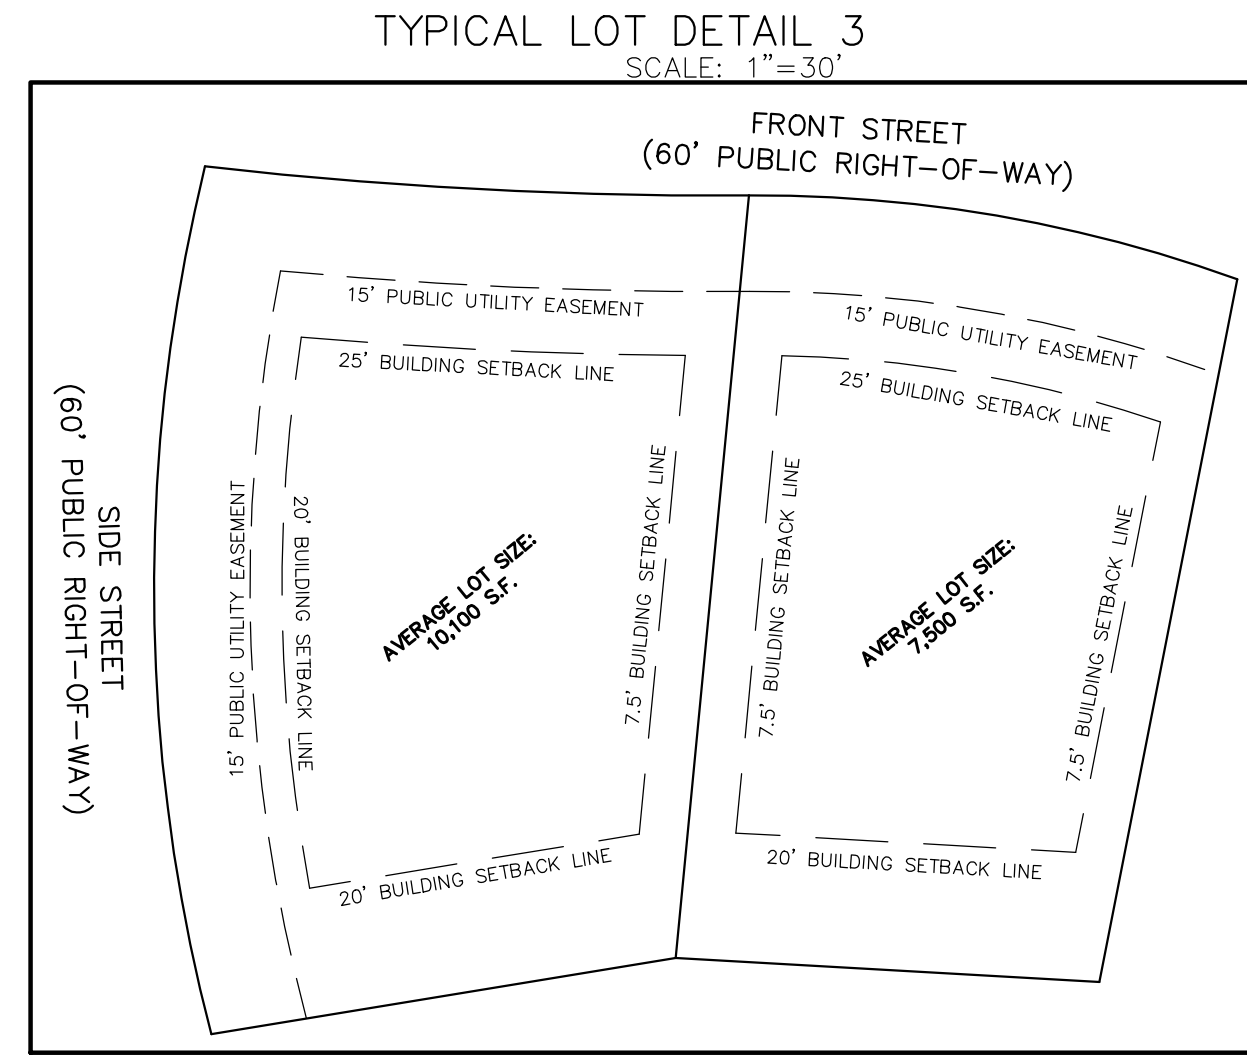 TYPICAL LOT DETAIL 3
SCALE: 1"=30'
FRONT STREET
(60' PUBLIC RIGHT-OF-WAY)
15' PUBLIC UTILITY EASEMENT
15' PUBLIC UTILITY EASEMENT
25' BUILDING SETBACK LINE
25' BUILDING SETBACK LINE
SIDE STREET
(60' PUBLIC RIGHT-OF-WAY)
15' PUBLIC UTILITY EASEMENT
20' BUILDING SETBACK LINE
AVERAGE LOT SIZE:
10,100 S.F.
7.5' BUILDING SETBACK LINE
7.5' BUILDING SETBACK LINE
AVERAGE LOT SIZE:
7,500 S.F.
7.5' BUILDING SETBACK LINE
20' BUILDING SETBACK LINE
20' BUILDING SETBACK LINE